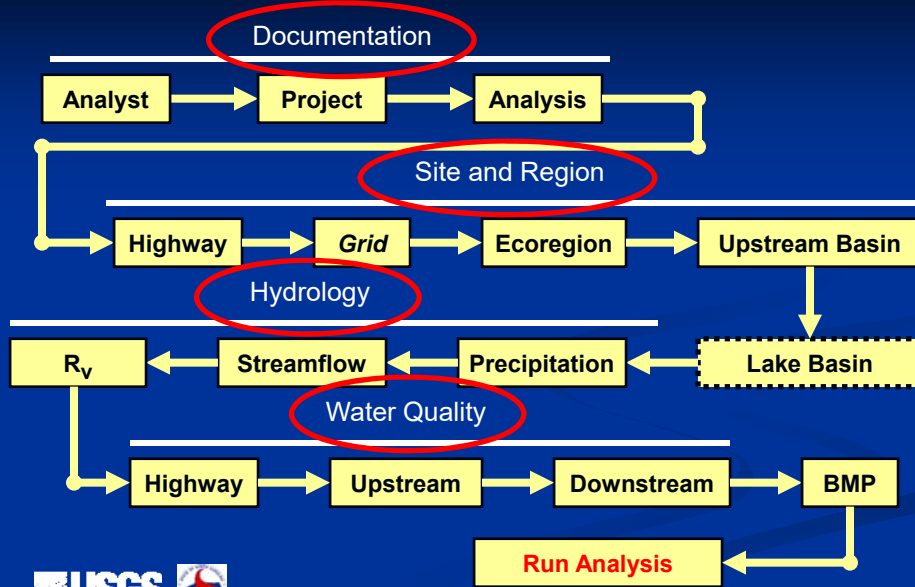 Documentation
Analyst Project Analysis
Site and Region
Highway Grid Ecoregion Upstream Basin
Hydrology
Rv Streamflow Precipitation Lake Basin
Water Quality
Highway Upstream Downstream BMP
Run Analysis
USGS